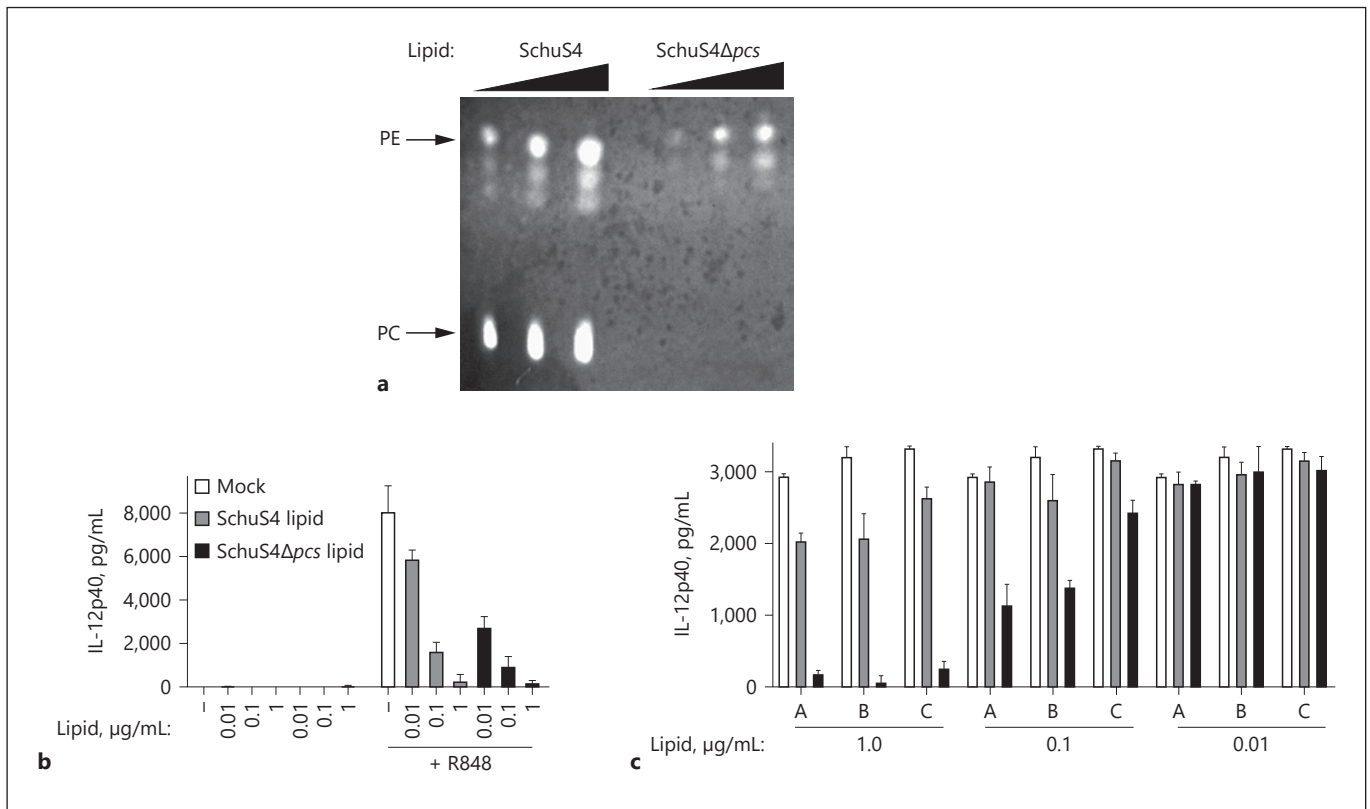 Lipid: SchuS4 SchuS4Δpcs
PE
PC
a
IL-12p40, pg/mL
8,000
6,000
4,000
2,000
0
Mock
SchuS4 lipid
SchuS4Δpcs lipid
– 0.01 0.1 1 0.01 0.1 1 – 0.01 0.1 1 0.01 0.1 1
Lipid, µg/mL:
+ R848
b
IL-12p40, pg/mL
3,000
2,000
1,000
0
A B C A B C A B C
Lipid, µg/mL: 1.0 0.1 0.01
c